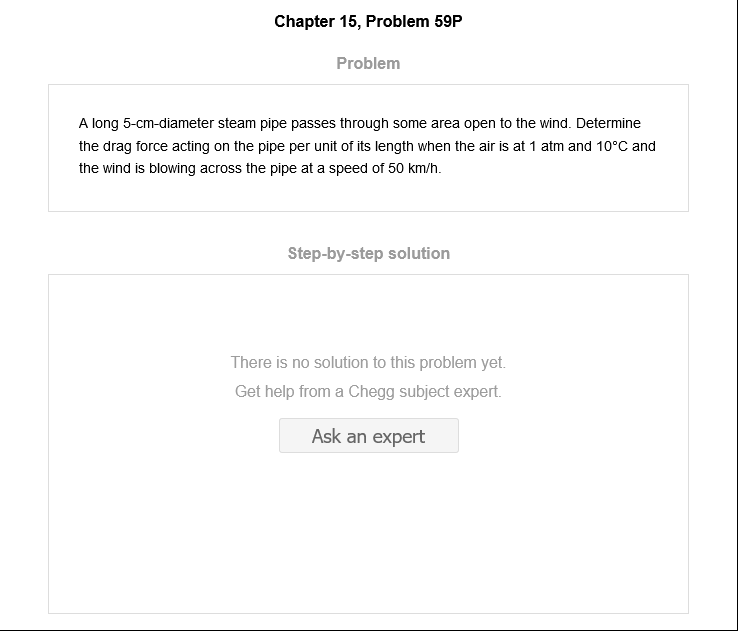 Chapter 15, Problem 59P
Problem
A long 5-cm-diameter steam pipe passes through some area open to the wind. Determine
the drag force acting on the pipe per unit of its length when the air is at 1 atm and 10°C and
the wind is blowing across the pipe at a speed of 50 km/h.
Step-by-step solution
There is no solution to this problem yet.
Get help from a Chegg subject expert.
Ask an expert